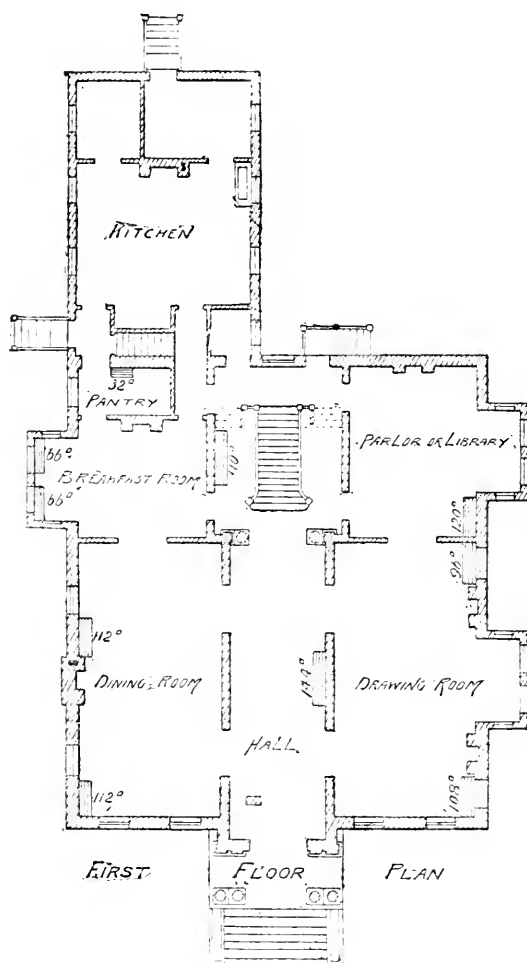 KITCHEN
32°
PANTRY
PARLOR OR LIBRARY
66°
BREAKFAST ROOM
110°
66°
120°
96°
112°
144°
DINING ROOM
DRAWING ROOM
HALL
112°
108°
FIRST FLOOR PLAN